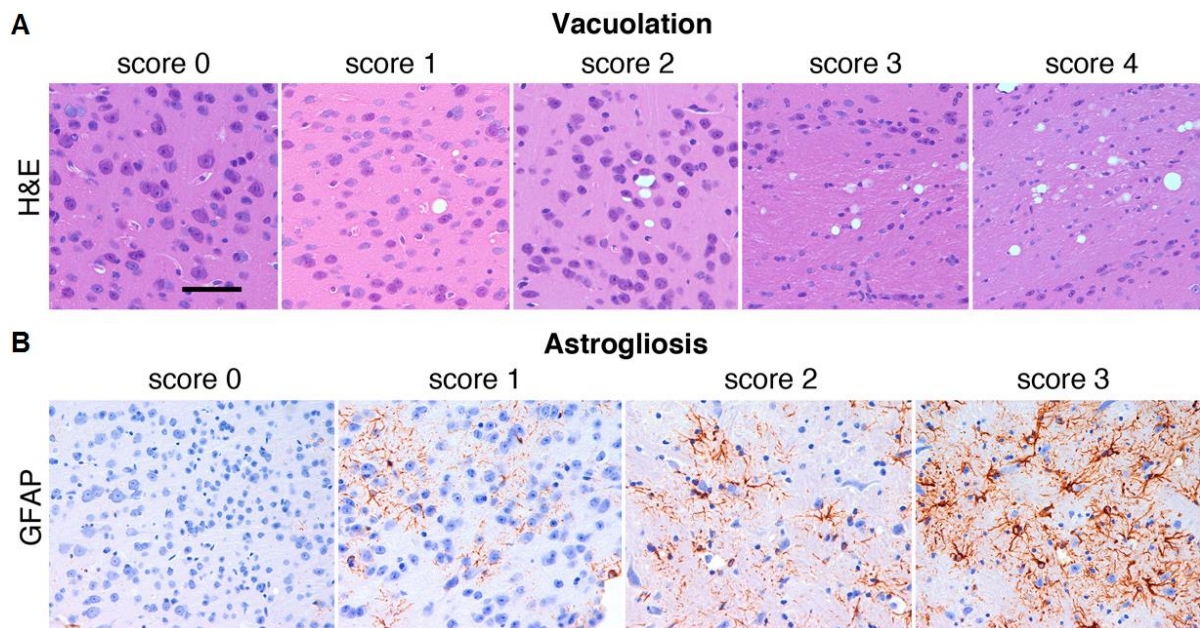 A
Vacuolation
score 0 score 1 score 2 score 3 score 4
H&E
B
Astrogliosis
score 0 score 1 score 2 score 3
GFAP